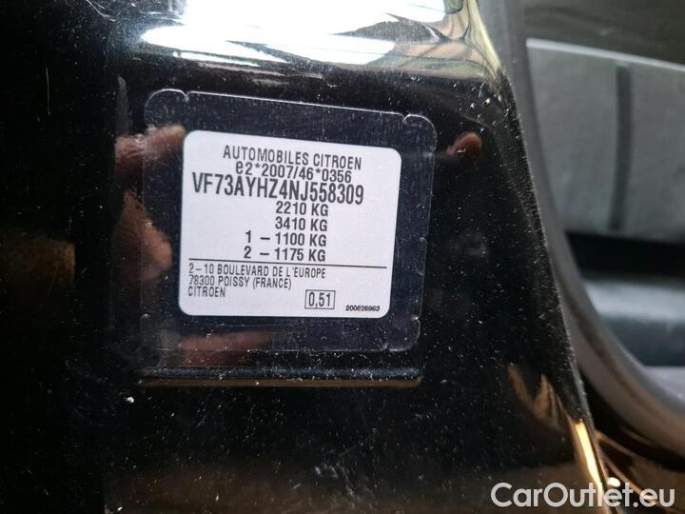 AUTOMOBILES CITROEN
e2*2007/46*0356
VF73AYHZ4NJ558309
2210 KG
3410 KG
1 – 1100 KG
2 – 1175 KG
2 – 10 BOULEVARD DE L'EUROPE
78300 POISSY (FRANCE)
CITROEN
0,51
CarOutlet.eu